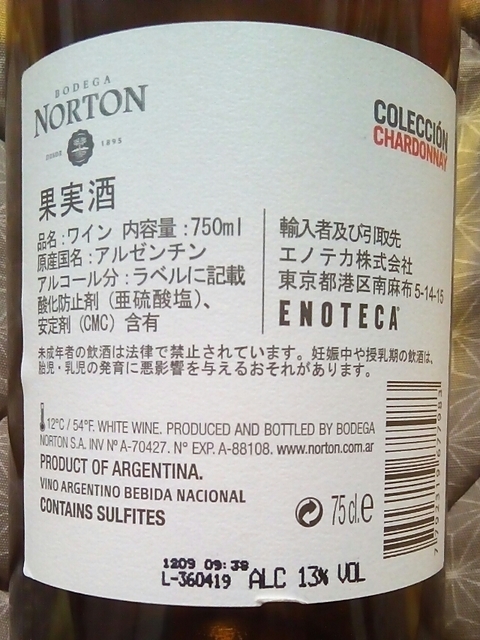 BODEGA
NORTON
DESDE 1895
COLECCIÓN
CHARDONNAY
果実酒
品名:ワイン 内容量:750ml
原産国名:アルゼンチン
アルコール分:ラベルに記載
酸化防止剤(亜硫酸塩)、
安定剤(CMC)含有
輸入者及び引取先
エノテカ株式会社
東京都港区南麻布5-14-15
ENOTECA
未成年者の飲酒は法律で禁止されています。妊娠中や授乳期の飲酒は、
胎児・乳児の発育に悪影響を与えるおそれがあります。
12°C / 54°F. WHITE WINE. PRODUCED AND BOTTLED BY BODEGA
NORTON S.A. INV Nº A-70427. Nº EXP. A-88108. www.norton.com.ar
PRODUCT OF ARGENTINA.
VINO ARGENTINO BEBIDA NACIONAL
CONTAINS SULFITES
75 cl.e
7792319677983
1209 09:38
L-360419 ALC 13% VOL